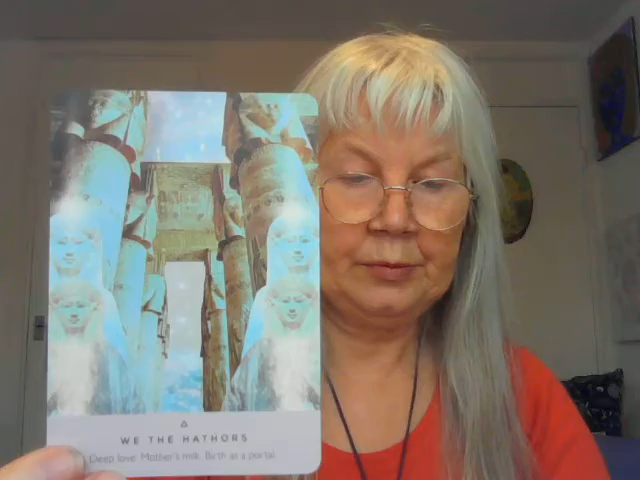 WE THE HATHORS
Deep love. Mother's milk. Birth as a portal.